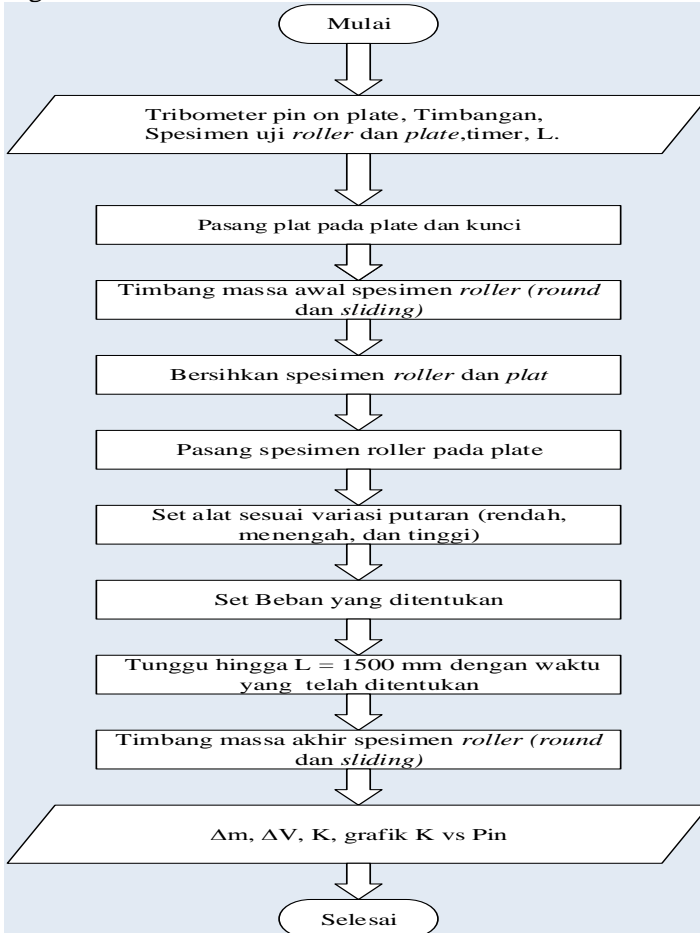 Mulai
Tribometer pin on plate, Timbangan,
Spesimen uji roller dan plate,timer, L.
Pasang plat pada plate dan kunci
Timbang massa awal spesimen roller (round
dan sliding)
Bersihkan spesimen roller dan plat
Pasang spesimen roller pada plate
Set alat sesuai variasi putaran (rendah,
menengah, dan tinggi)
Set Beban yang ditentukan
Tunggu hingga L = 1500 mm dengan waktu
yang telah ditentukan
Timbang massa akhir spesimen roller (round
dan sliding)
Δm, ΔV, K, grafik K vs Pin
Selesai